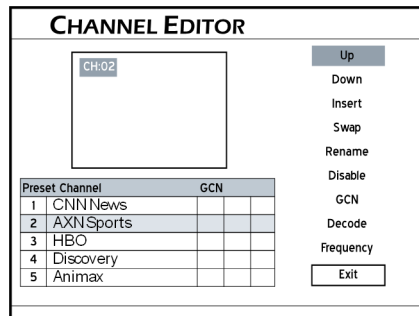 CHANNEL EDITOR
CH:02
Up
Down
Insert
Swap
Rename
Disable
GCN
Decode
Frequency
Exit
Preset Channel GCN
1 CNN News
2 AXN Sports
3 HBO
4 Discovery
5 Animax